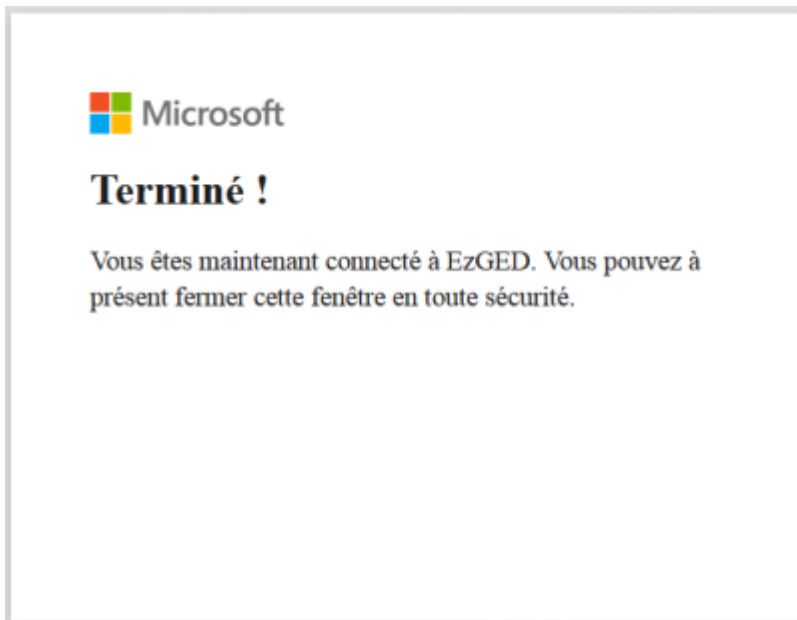 Microsoft
Terminé !
Vous êtes maintenant connecté à EzGED. Vous pouvez à
présent fermer cette fenêtre en toute sécurité.